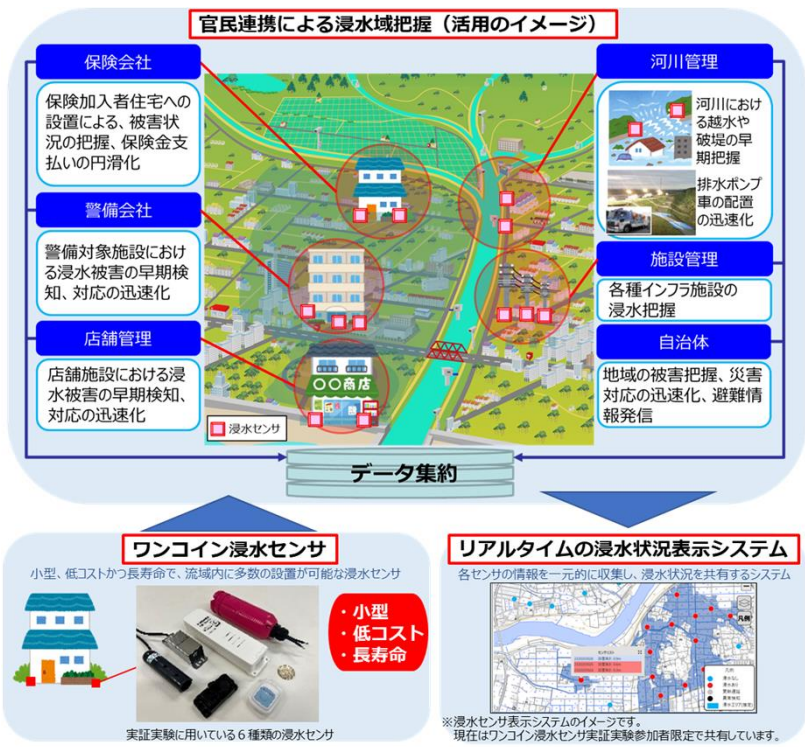 官民連携による浸水域把握（活用のイメージ）
保険会社
保険加入者住宅への
設置による、被害状
況の把握、保険金支
払いの円滑化
警備会社
警備対象施設における
浸水被害の早期検
知、対応の迅速化
店舗管理
店舗施設における浸
水被害の早期検知、
対応の迅速化
〇〇商店
浸水センサ
河川管理
河川における
越水や
破堤の早
期把握
排水ポンプ
車の配置
の迅速化
施設管理
各種インフラ施設の
浸水把握
自治体
地域の被害把握、災害
対応の迅速化、避難情
報発信
データ集約
ワンコイン浸水センサ
小型、低コストかつ長寿命で、流域内に多数の設置が可能な浸水センサ
・小型
・低コスト
・長寿命
実証実験に用いている６種類の浸水センサ
リアルタイムの浸水状況表示システム
各センサの情報を一元的に収集し、浸水状況を共有するシステム
凡例
※浸水センサ表示システムのイメージです。
現在はワンコイン浸水センサ実証実験参加者限定で共有しています。